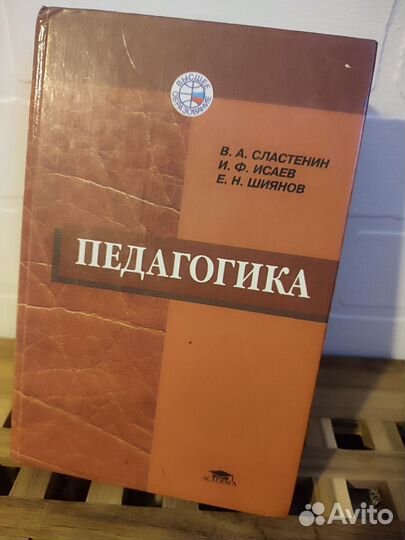 ВЫСШЕЕ
ОБРАЗОВАНИЕ
В. А. СЛАСТЕНИН
И. Ф. ИСАЕВ
Е. Н. ШИЯНОВ
ПЕДАГОГИКА
ACADEMA
Avito